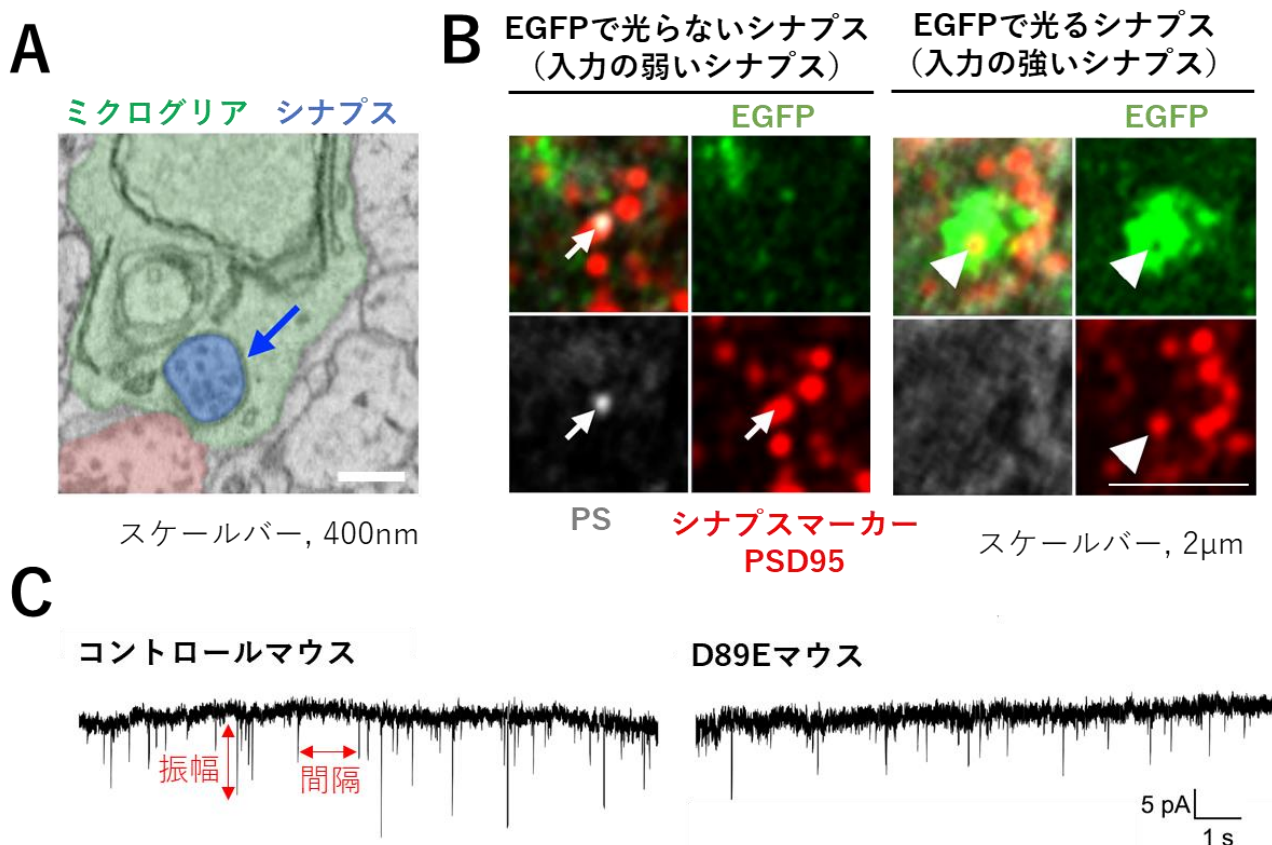 A
ミクログリア シナプス
スケールバー, 400nm
B
EGFPで光らないシナプス
（入力の弱いシナプス）
EGFPで光るシナプス
（入力の強いシナプス）
EGFP
EGFP
PS
シナプスマーカー
PSD95
スケールバー, 2μm
C
コントロールマウス
振幅
間隔
D89Eマウス
5 pA
1 s